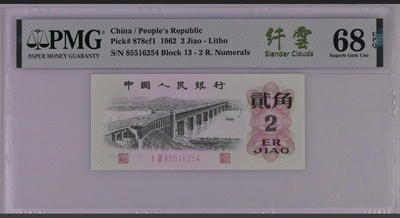 PMG
PAPER MONEY GUARANTY
China / People's Republic
Pick# 878cf1 1962 2 Jiao - Litho
S/N 85516254 Block 13 - 2 R. Numerals
纤雲
Slender Clouds
68 EPQ
Superb Gem Unc
中國人民銀行
貳角
2
ER
JIAO
I III 85516254